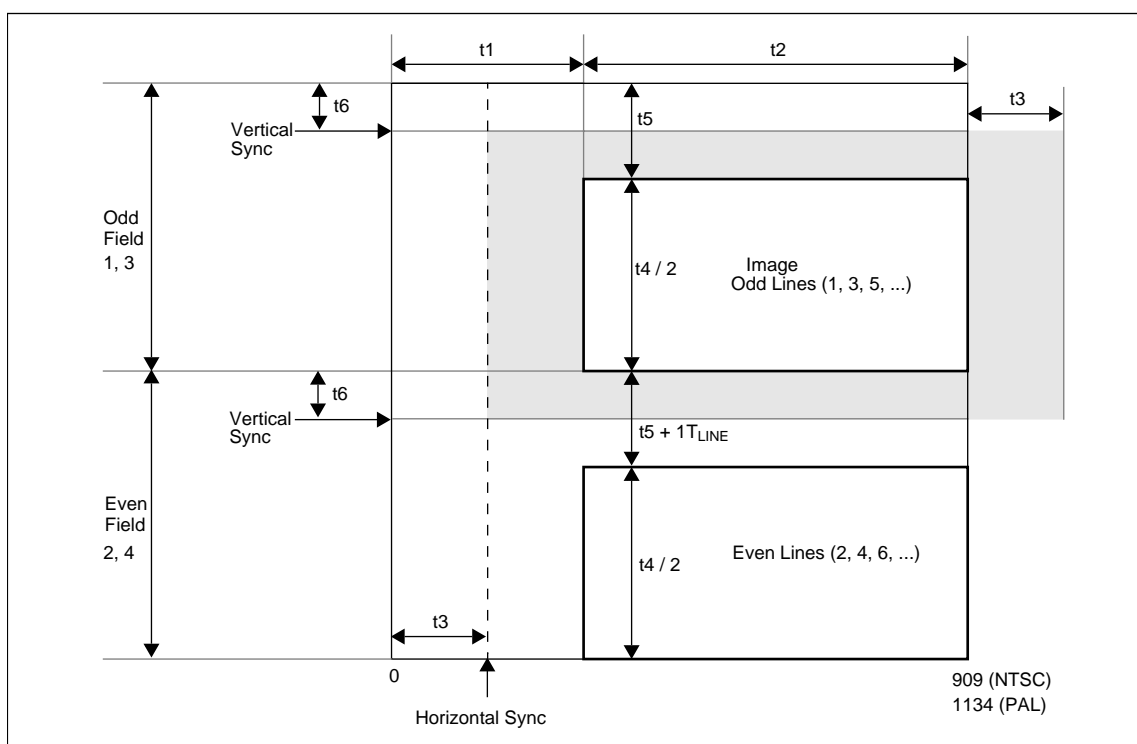 t1
t2
t6
t5
t3
Vertical
Sync
Odd
Field
1, 3
t4 / 2
Image
Odd Lines (1, 3, 5, ...)
t6
Vertical
Sync
t5 + 1TLINE
Even
Field
2, 4
t4 / 2
Even Lines (2, 4, 6, ...)
t3
0
909 (NTSC)
1134 (PAL)
Horizontal Sync